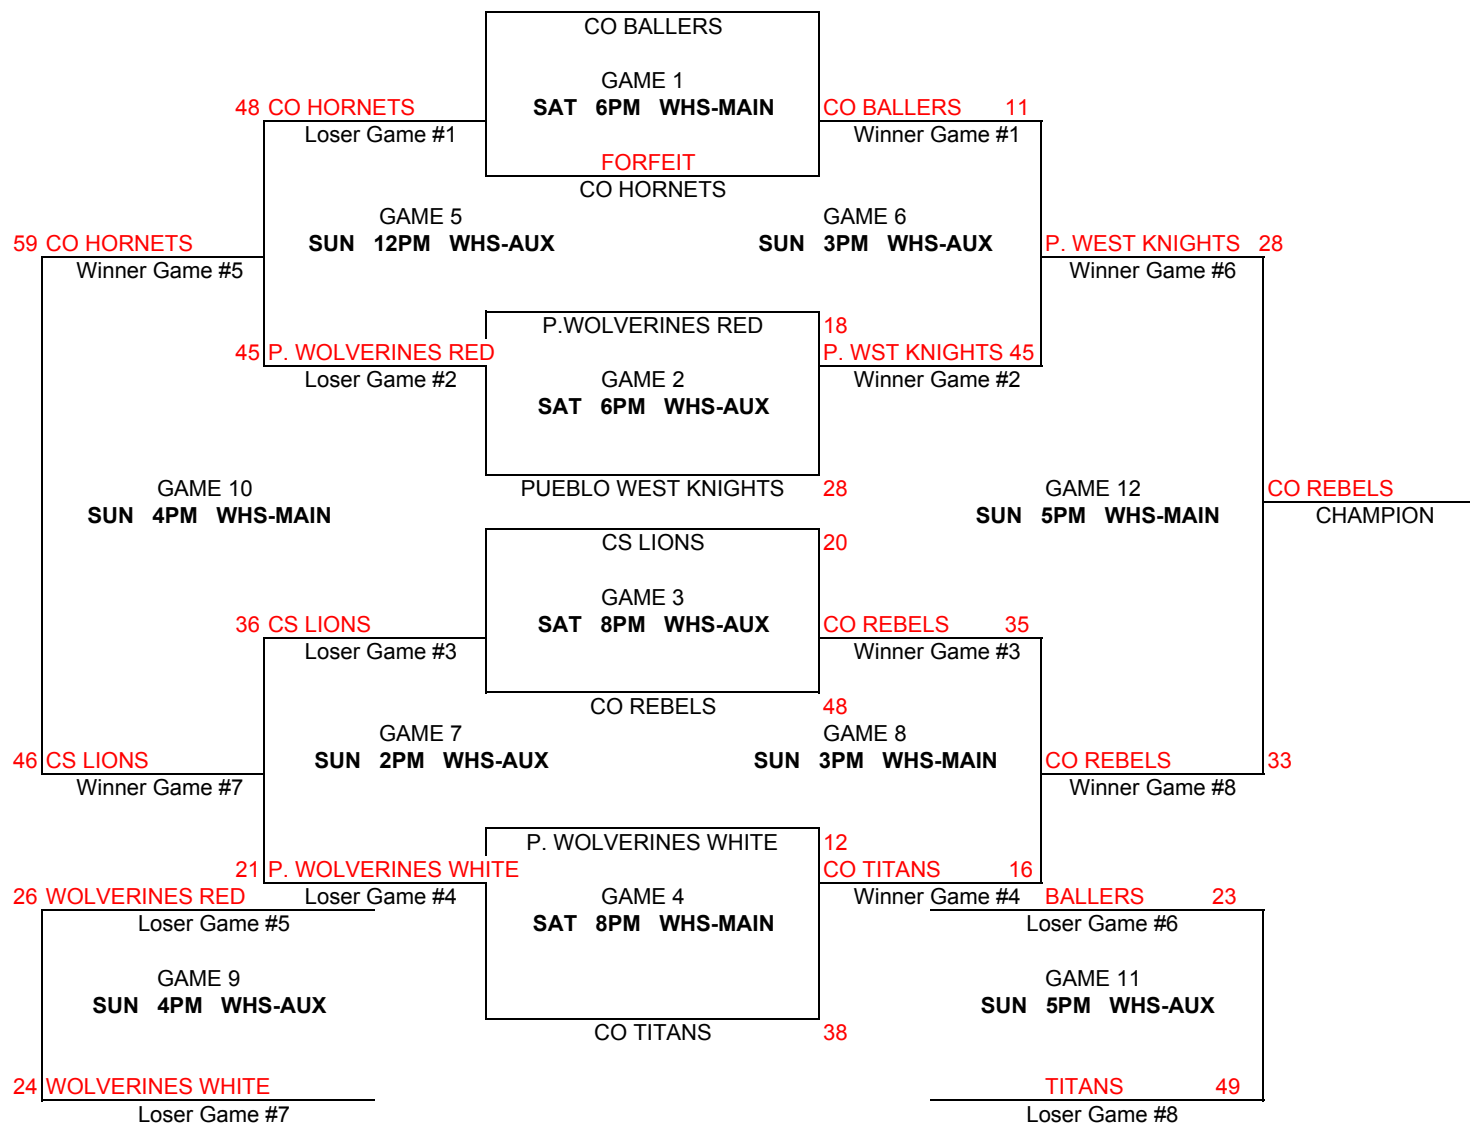 CO BALLERS
GAME 1
48 CO HORNETS SAT 6PM WHS-MAIN CO BALLERS 11
Loser Game #1 Winner Game #1
FORFEIT
CO HORNETS
GAME 5 GAME 6
59 CO HORNETS SUN 12PM WHS-AUX SUN 3PM WHS-AUX P. WEST KNIGHTS 28
Winner Game #5 Winner Game #6
P.WOLVERINES RED 18
45 P. WOLVERINES RED P. WST KNIGHTS 45
Loser Game #2 GAME 2 Winner Game #2
SAT 6PM WHS-AUX
GAME 10 PUEBLO WEST KNIGHTS 28 GAME 12 CO REBELS
SUN 4PM WHS-MAIN SUN 5PM WHS-MAIN CHAMPION
CS LIONS 20
GAME 3
36 CS LIONS SAT 8PM WHS-AUX CO REBELS 35
Loser Game #3 Winner Game #3
CO REBELS 48
GAME 7 GAME 8
46 CS LIONS SUN 2PM WHS-AUX SUN 3PM WHS-MAIN CO REBELS 33
Winner Game #7 Winner Game #8
P. WOLVERINES WHITE 12
21 P. WOLVERINES WHITE CO TITANS 16
26 WOLVERINES RED Loser Game #4 GAME 4 Winner Game #4 BALLERS 23
Loser Game #5 SAT 8PM WHS-MAIN Loser Game #6
GAME 9 GAME 11
SUN 4PM WHS-AUX SUN 5PM WHS-AUX
CO TITANS 38
24 WOLVERINES WHITE TITANS 49
Loser Game #7 Loser Game #8